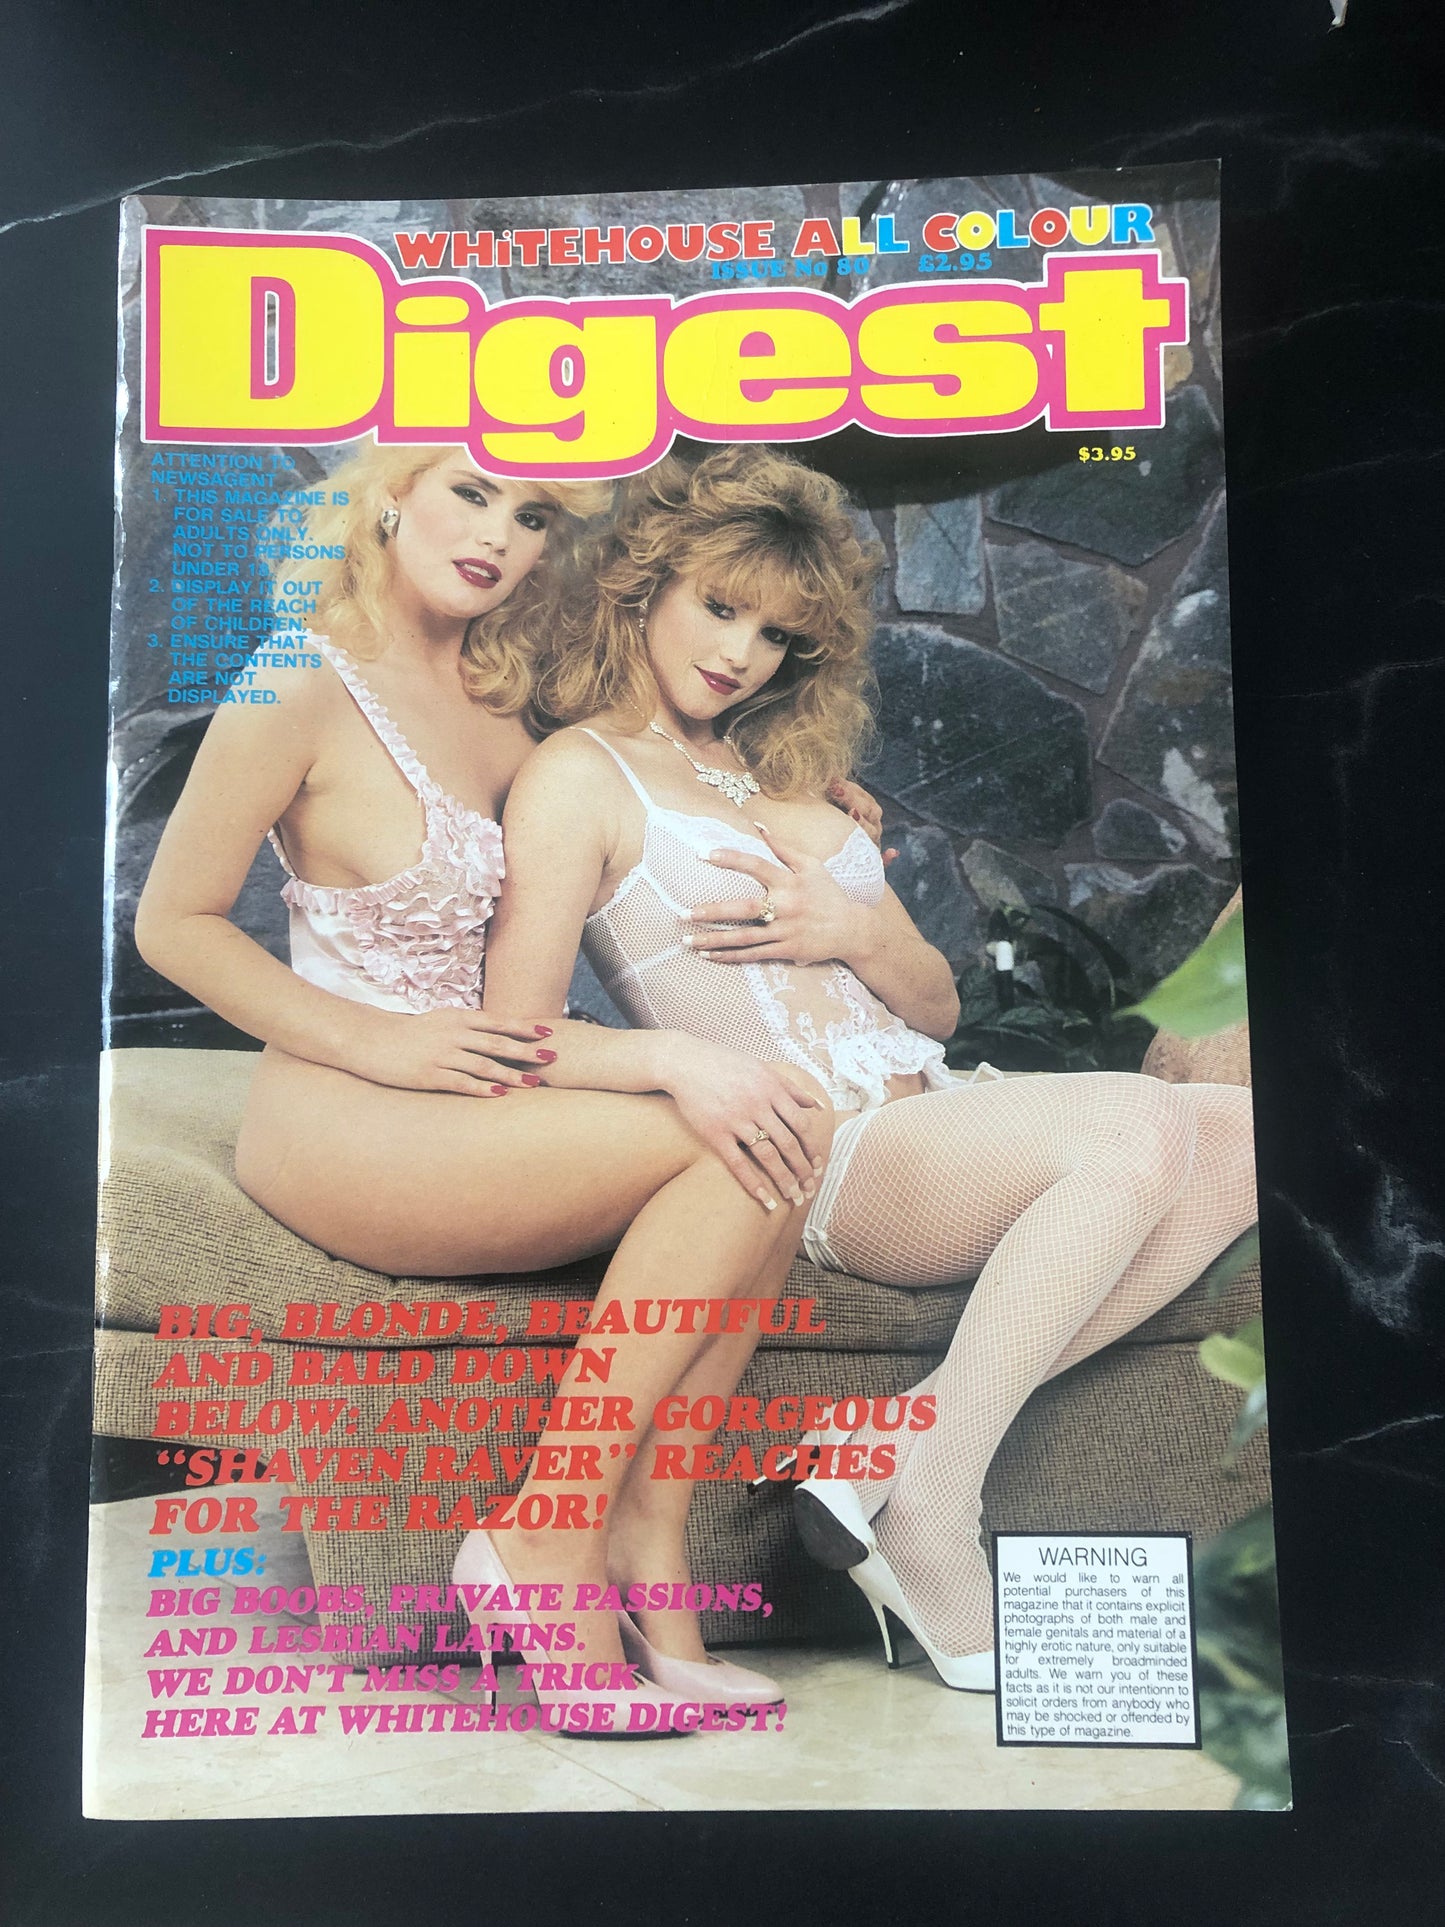 WHiTEHOUSE ALL COLOUR
ISSUE No 80 £2.95
Digest
$3.95
ATTENTION TO
NEWSAGENT
1. THIS MAGAZINE IS
FOR SALE TO
ADULTS ONLY.
NOT TO PERSONS
UNDER 18.
2. DISPLAY IT OUT
OF THE REACH
OF CHILDREN.
3. ENSURE THAT
THE CONTENTS
ARE NOT
DISPLAYED.
BIG, BLONDE, BEAUTIFUL
AND BALD DOWN
BELOW: ANOTHER GORGEOUS
“SHAVEN RAVER” REACHES
FOR THE RAZOR!
PLUS:
BIG BOOBS, PRIVATE PASSIONS,
AND LESBIAN LATINS.
WE DON'T MISS A TRICK
HERE AT WHITEHOUSE DIGEST!
WARNING
We would like to warn all
potential purchasers of this
magazine that it contains explicit
photographs of both male and
female genitals and material of a
highly erotic nature, only suitable
for extremely broadminded
adults. We warn you of these
facts as it is not our intentionn to
solicit orders from anybody who
may be shocked or offended by
this type of magazine.